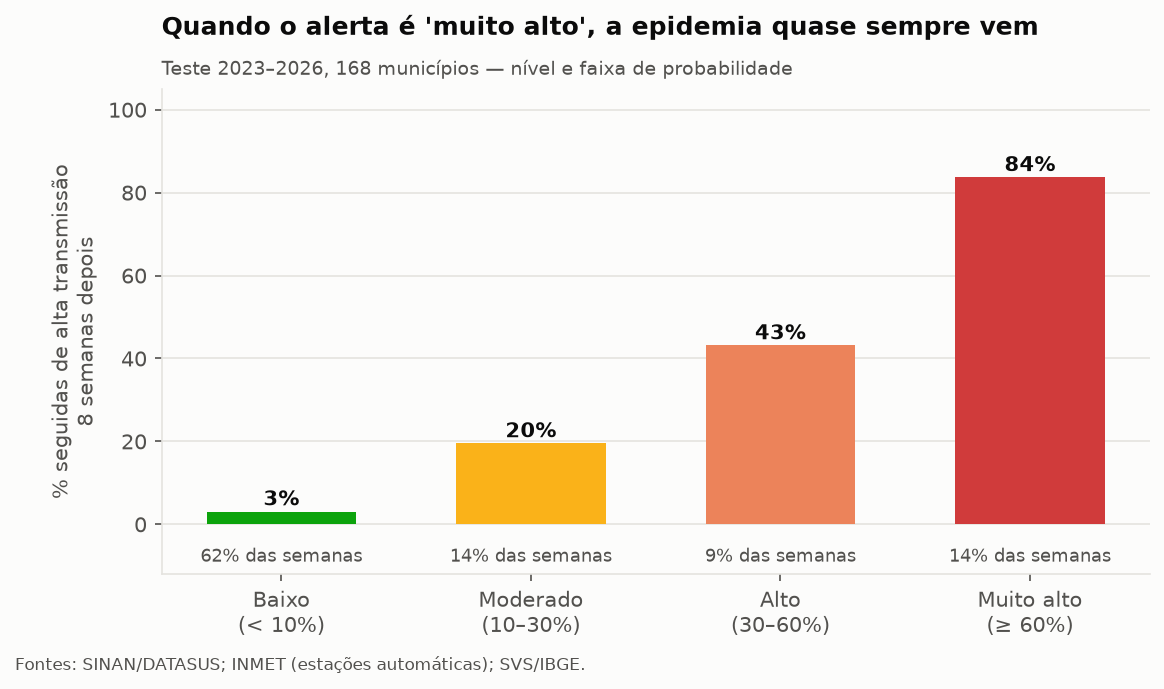 Quando o alerta é 'muito alto', a epidemia quase sempre vem
Teste 2023–2026, 168 municípios — nível e faixa de probabilidade
% seguidas de alta transmissão
8 semanas depois
100
80
60
40
20
0
3%
20%
43%
84%
62% das semanas
14% das semanas
9% das semanas
14% das semanas
Baixo
(< 10%)
Moderado
(10–30%)
Alto
(30–60%)
Muito alto
(≥ 60%)
Fontes: SINAN/DATASUS; INMET (estações automáticas); SVS/IBGE.